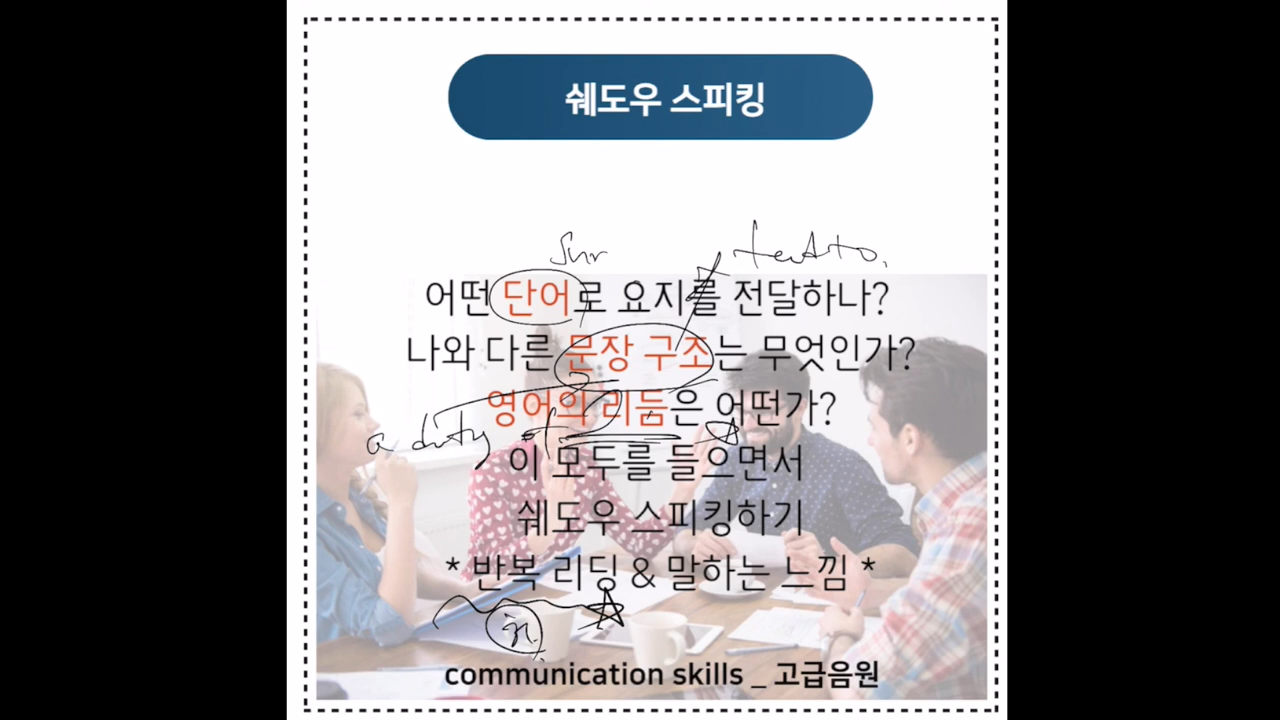 쉐도우 스피킹
어떤 단어로 요지를 전달하나?
나와 다른 문장 구조는 무엇인가?
영어의 리듬은 어떤가?
a duty of
이 모두를 들으면서
쉐도우 스피킹하기
* 반복 리딩 & 말하는 느낌 *
communication skills _ 고급음원